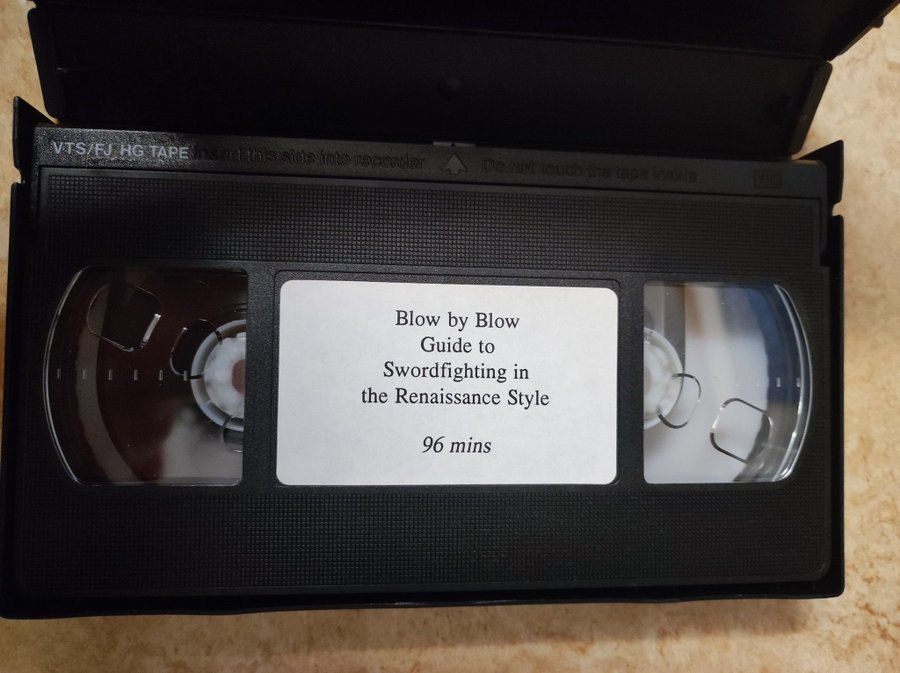 VTS/FJ HG TAPE
Insert this side into recorder
Do not touch the tape inside
VHS
Blow by Blow
Guide to
Swordfighting in
the Renaissance Style
96 mins